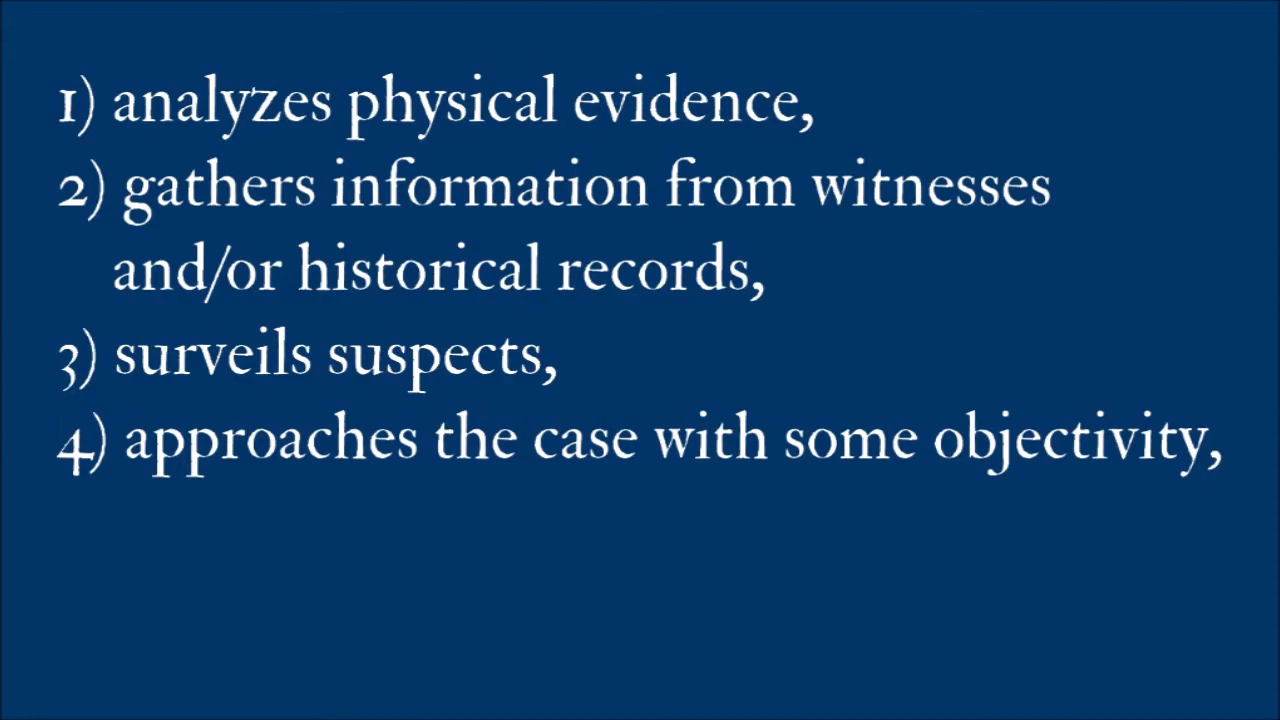 1) analyzes physical evidence,
2) gathers information from witnesses
and/or historical records,
3) surveils suspects,
4) approaches the case with some objectivity,